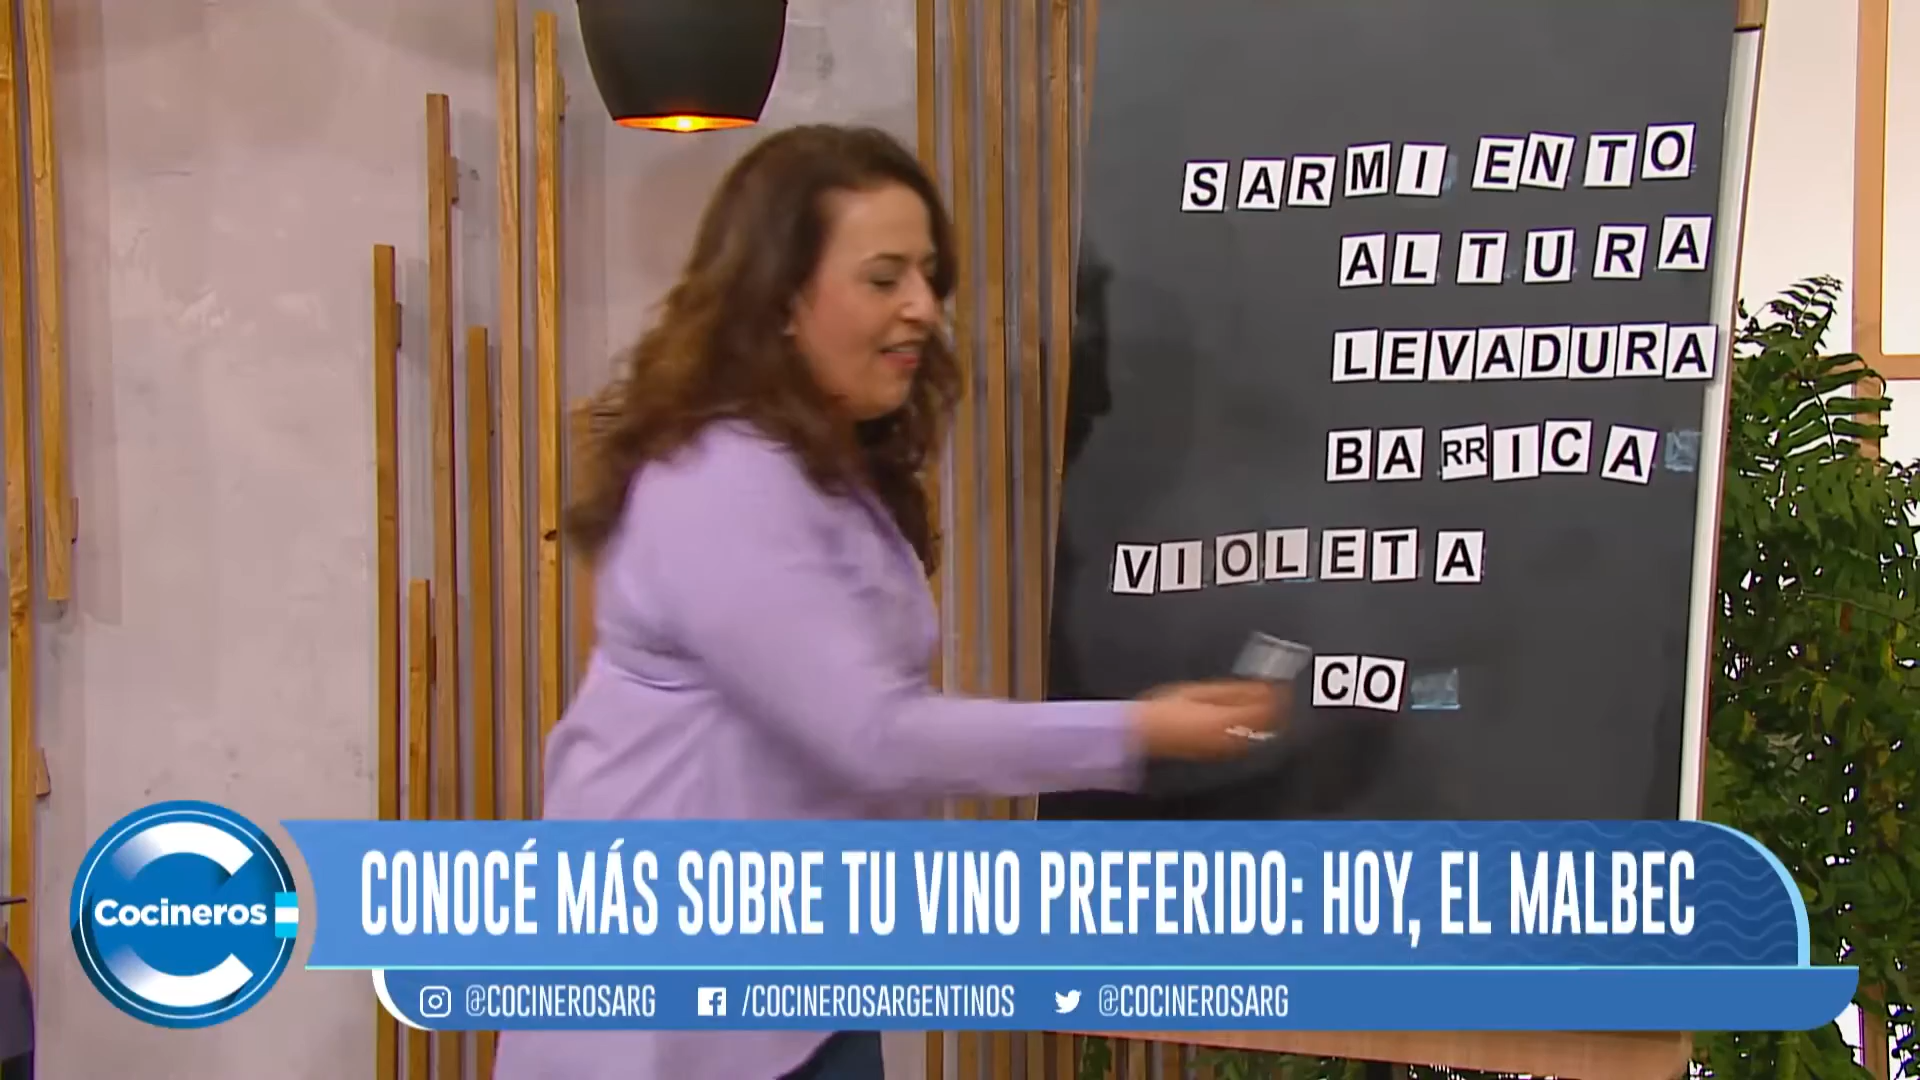 SARMIENTO
ALTURA
LEVADURA
BARRICA
VIOLETA
CO
Cocineros
CONOCÉ MÁS SOBRE TU VINO PREFERIDO: HOY, EL MALBEC
@COCINEROSARG /COCINEROSARGENTINOS @COCINEROSARG